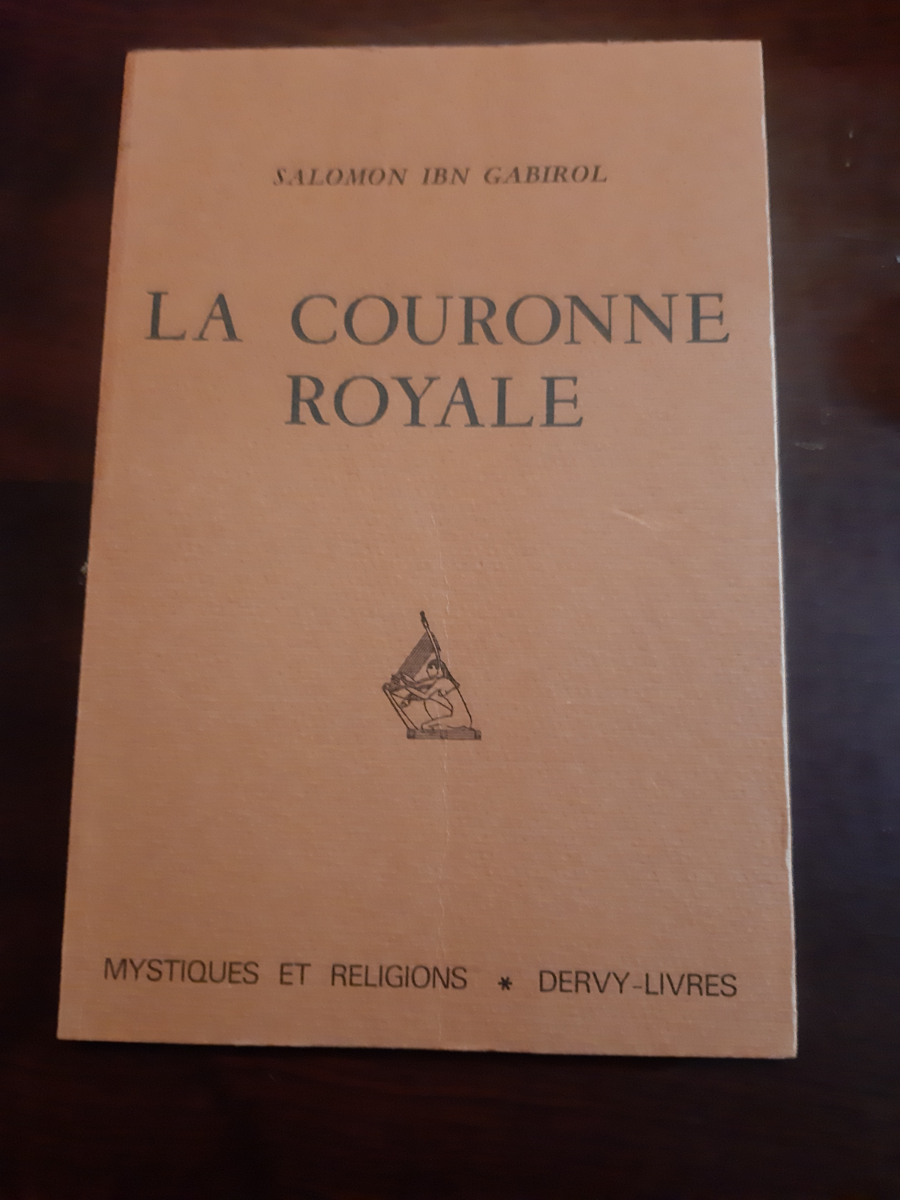 SALOMON IBN GABIROL
LA COURONNE
ROYALE
MYSTIQUES ET RELIGIONS * DERVY-LIVRES